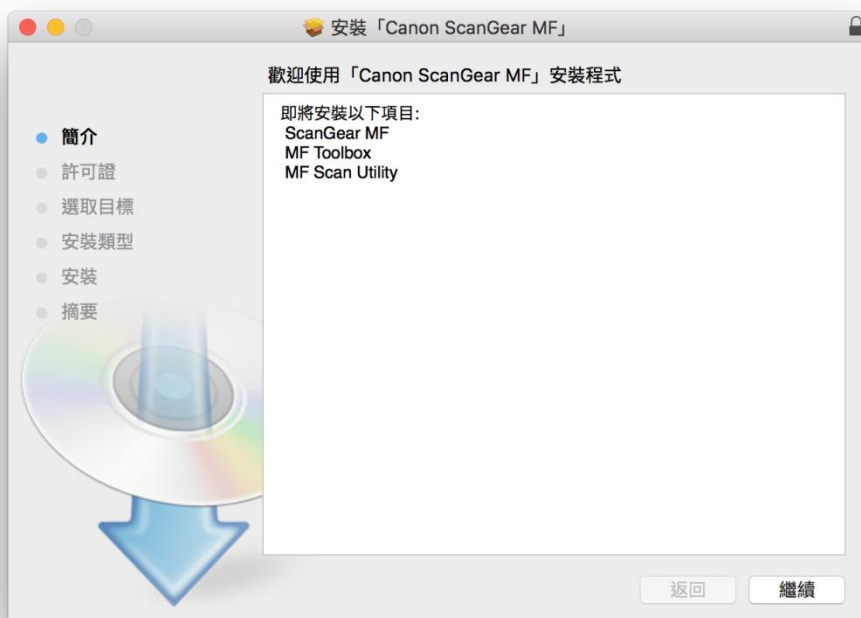 安裝「Canon ScanGear MF」
歡迎使用「Canon ScanGear MF」安裝程式
簡介
許可證
選取目標
安裝類型
安裝
摘要
即將安裝以下項目:
ScanGear MF
MF Toolbox
MF Scan Utility
返回
繼續